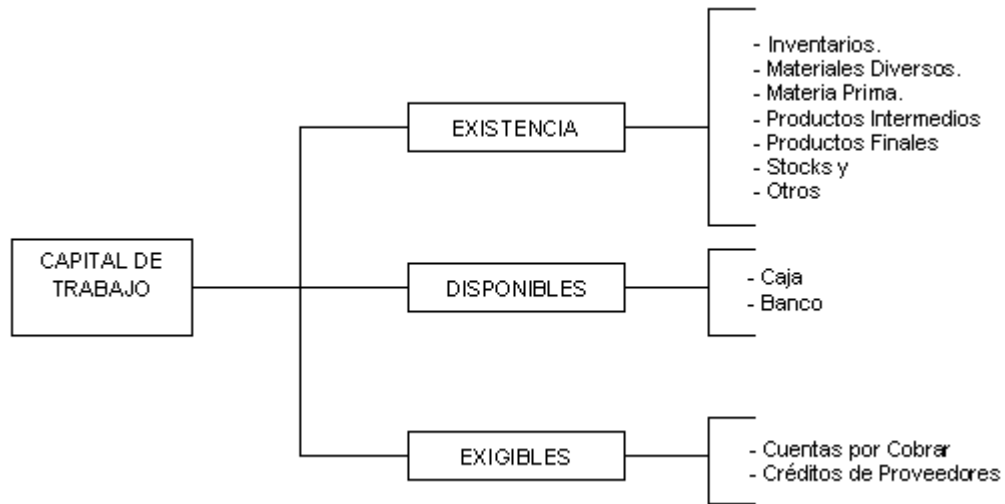 CAPITAL DE
TRABAJO
EXISTENCIA
- Inventarios.
- Materiales Diversos.
- Materia Prima.
- Productos Intermedios
- Productos Finales
- Stocks y
- Otros
DISPONIBLES
- Caja
- Banco
EXIGIBLES
- Cuentas por Cobrar
- Créditos de Proveedores